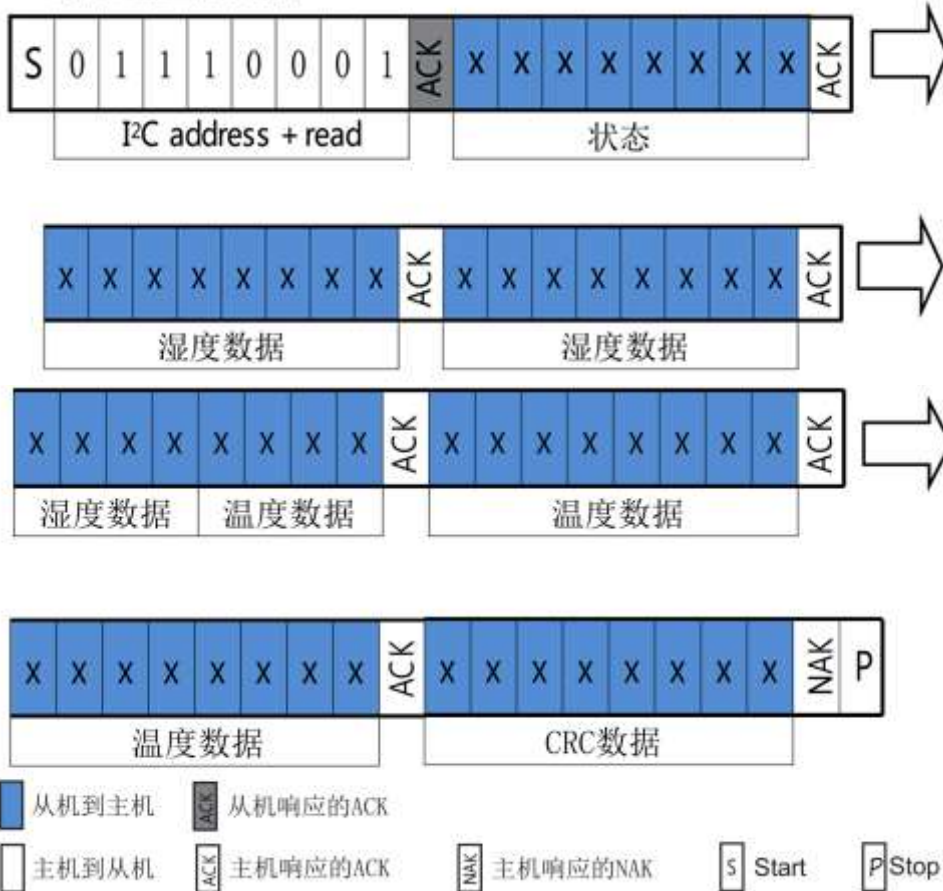 S 0 1 1 1 0 0 0 1 ACK X X X X X X X X ACK
I²C address + read 状态
X X X X X X X X ACK X X X X X X X X ACK
湿度数据 湿度数据
X X X X X X X X ACK X X X X X X X X ACK
湿度数据 温度数据 温度数据
X X X X X X X X ACK X X X X X X X X NAK P
温度数据 CRC数据
从机到主机 ACK 从机响应的ACK
主机到从机 ACK 主机响应的ACK NAK 主机响应的NAK S Start P Stop